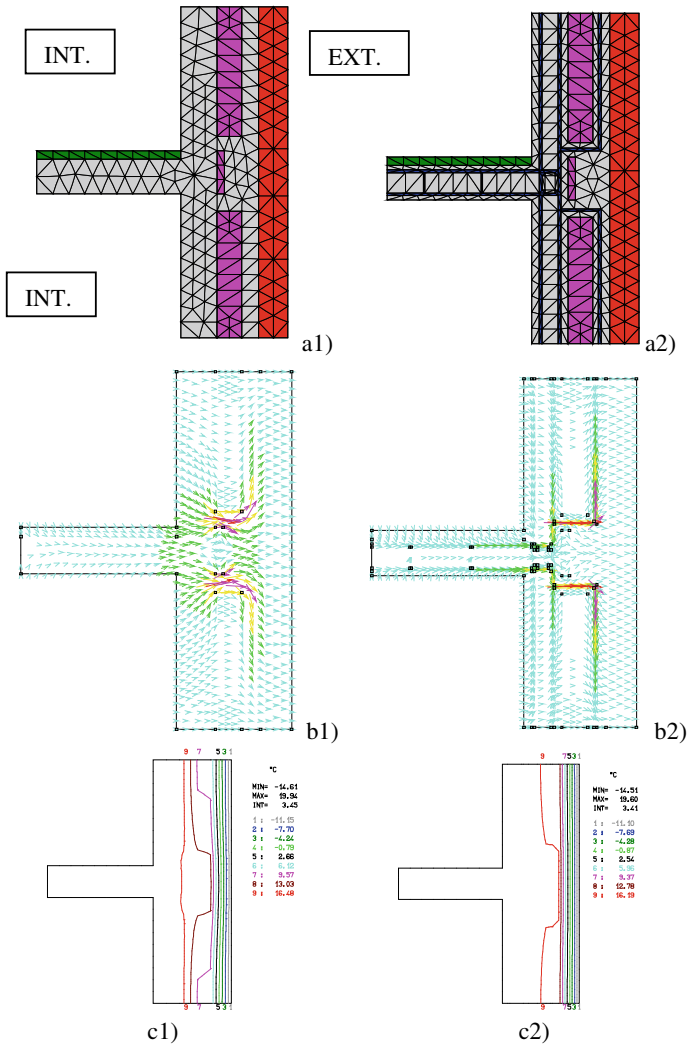 INT.
EXT.
INT.
a1)
a2)
b1)
b2)
9 7 5 3 1
°C
MIN= -14.61
MAX= 19.94
INT= 3.45
1 : -11.15
2 : -7.70
3 : -4.24
4 : -0.79
5 : 2.66
6 : 6.12
7 : 9.57
8 : 13.03
9 : 16.48
9 7 5 3 1
c1)
9 7 5 3 1
°C
MIN= -14.51
MAX= 19.60
INT= 3.41
1 : -11.10
2 : -7.69
3 : -4.28
4 : -0.87
5 : 2.54
6 : 5.96
7 : 9.37
8 : 12.78
9 : 16.19
9 7 5 3 1
c2)